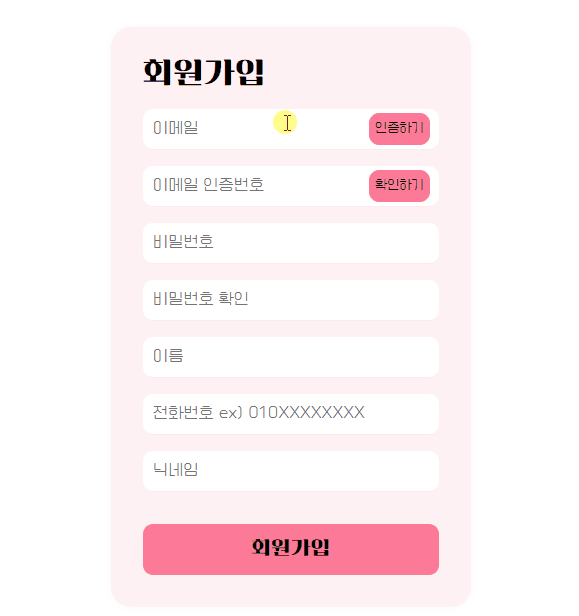 회원가입
이메일 인증하기
이메일 인증번호 확인하기
비밀번호
비밀번호 확인
이름
전화번호 ex) 010XXXXXXXX
닉네임
회원가입